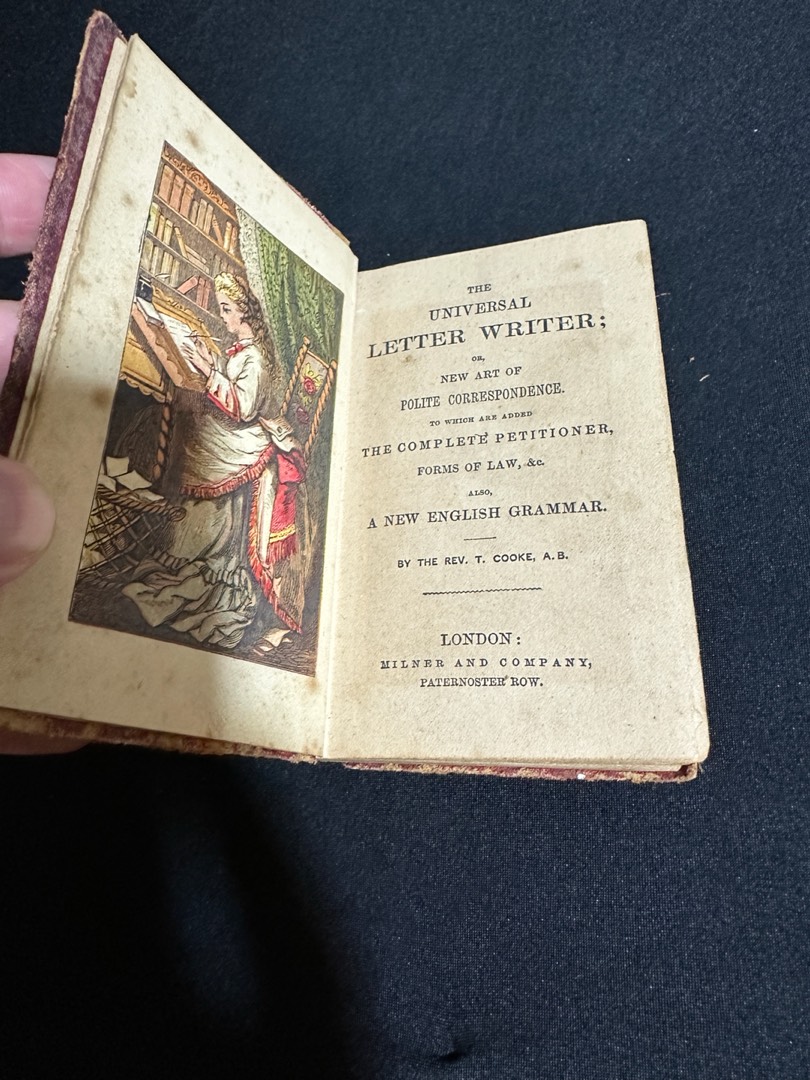 THE
UNIVERSAL
LETTER WRITER;
OR,
NEW ART OF
POLITE CORRESPONDENCE.
TO WHICH ARE ADDED
THE COMPLETE PETITIONER,
FORMS OF LAW, &c.
ALSO,
A NEW ENGLISH GRAMMAR.
BY THE REV. T. COOKE, A.B.
LONDON:
MILNER AND COMPANY,
PATERNOSTER ROW.